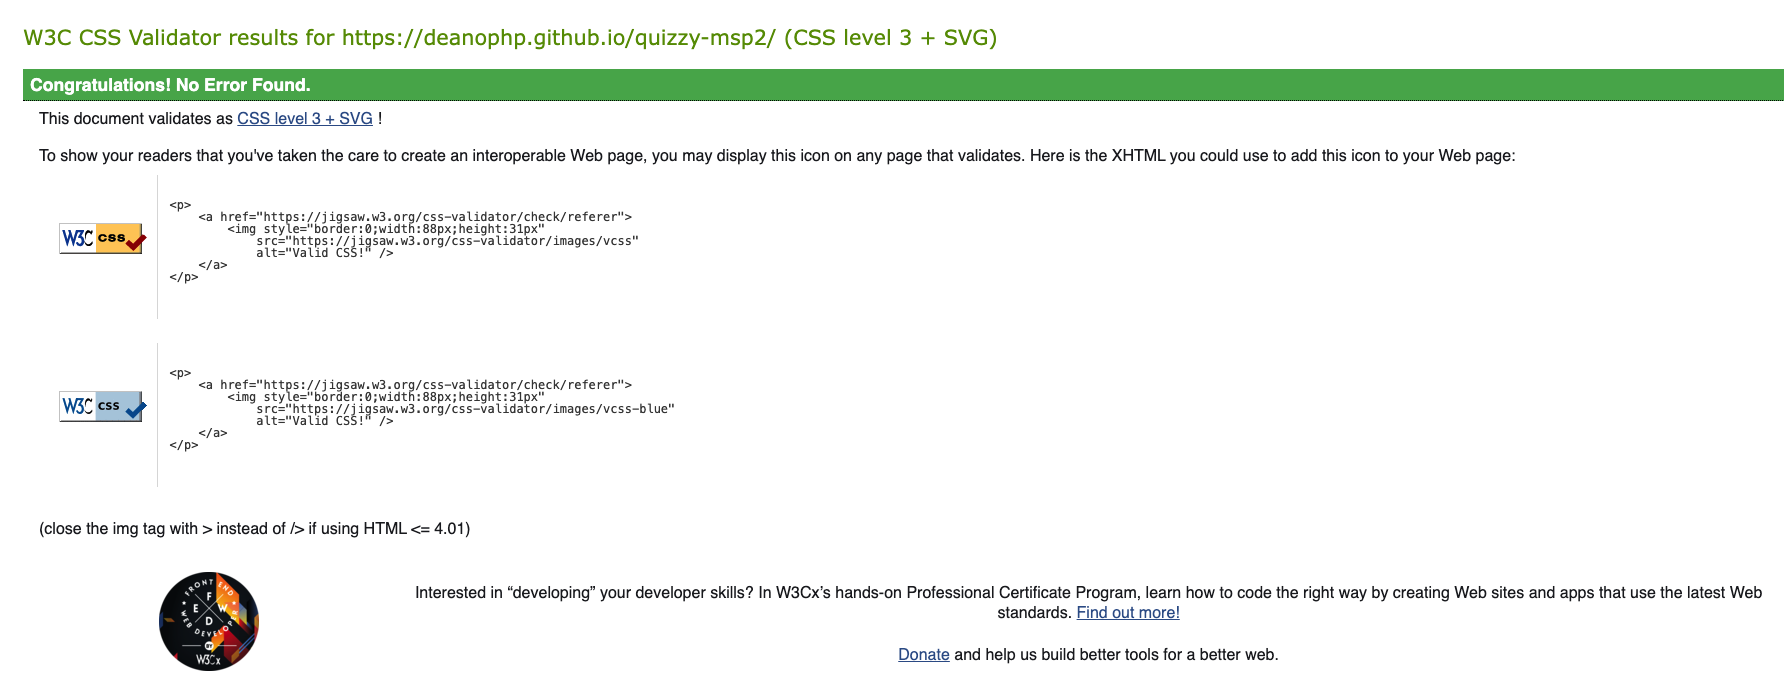 W3C CSS Validator results for https://deanophp.github.io/quizzy-msp2/ (CSS level 3 + SVG)
Congratulations! No Error Found.
This document validates as CSS level 3 + SVG !
To show your readers that you've taken the care to create an interoperable Web page, you may display this icon on any page that validates. Here is the XHTML you could use to add this icon to your Web page:
W3C css
<p>
    <a href="https://jigsaw.w3.org/css-validator/check/referer">
        <img style="border:0;width:88px;height:31px"
            src="https://jigsaw.w3.org/css-validator/images/vcss"
            alt="Valid CSS!" />
    </a>
</p>
W3C css
<p>
    <a href="https://jigsaw.w3.org/css-validator/check/referer">
        <img style="border:0;width:88px;height:31px"
            src="https://jigsaw.w3.org/css-validator/images/vcss-blue"
            alt="Valid CSS!" />
    </a>
</p>
(close the img tag with > instead of /> if using HTML <= 4.01)
FRONT END
F
E W
D
WEB DEVELOPER
W3Cx
Interested in “developing” your developer skills? In W3Cx’s hands-on Professional Certificate Program, learn how to code the right way by creating Web sites and apps that use the latest Web
standards. Find out more!
Donate and help us build better tools for a better web.